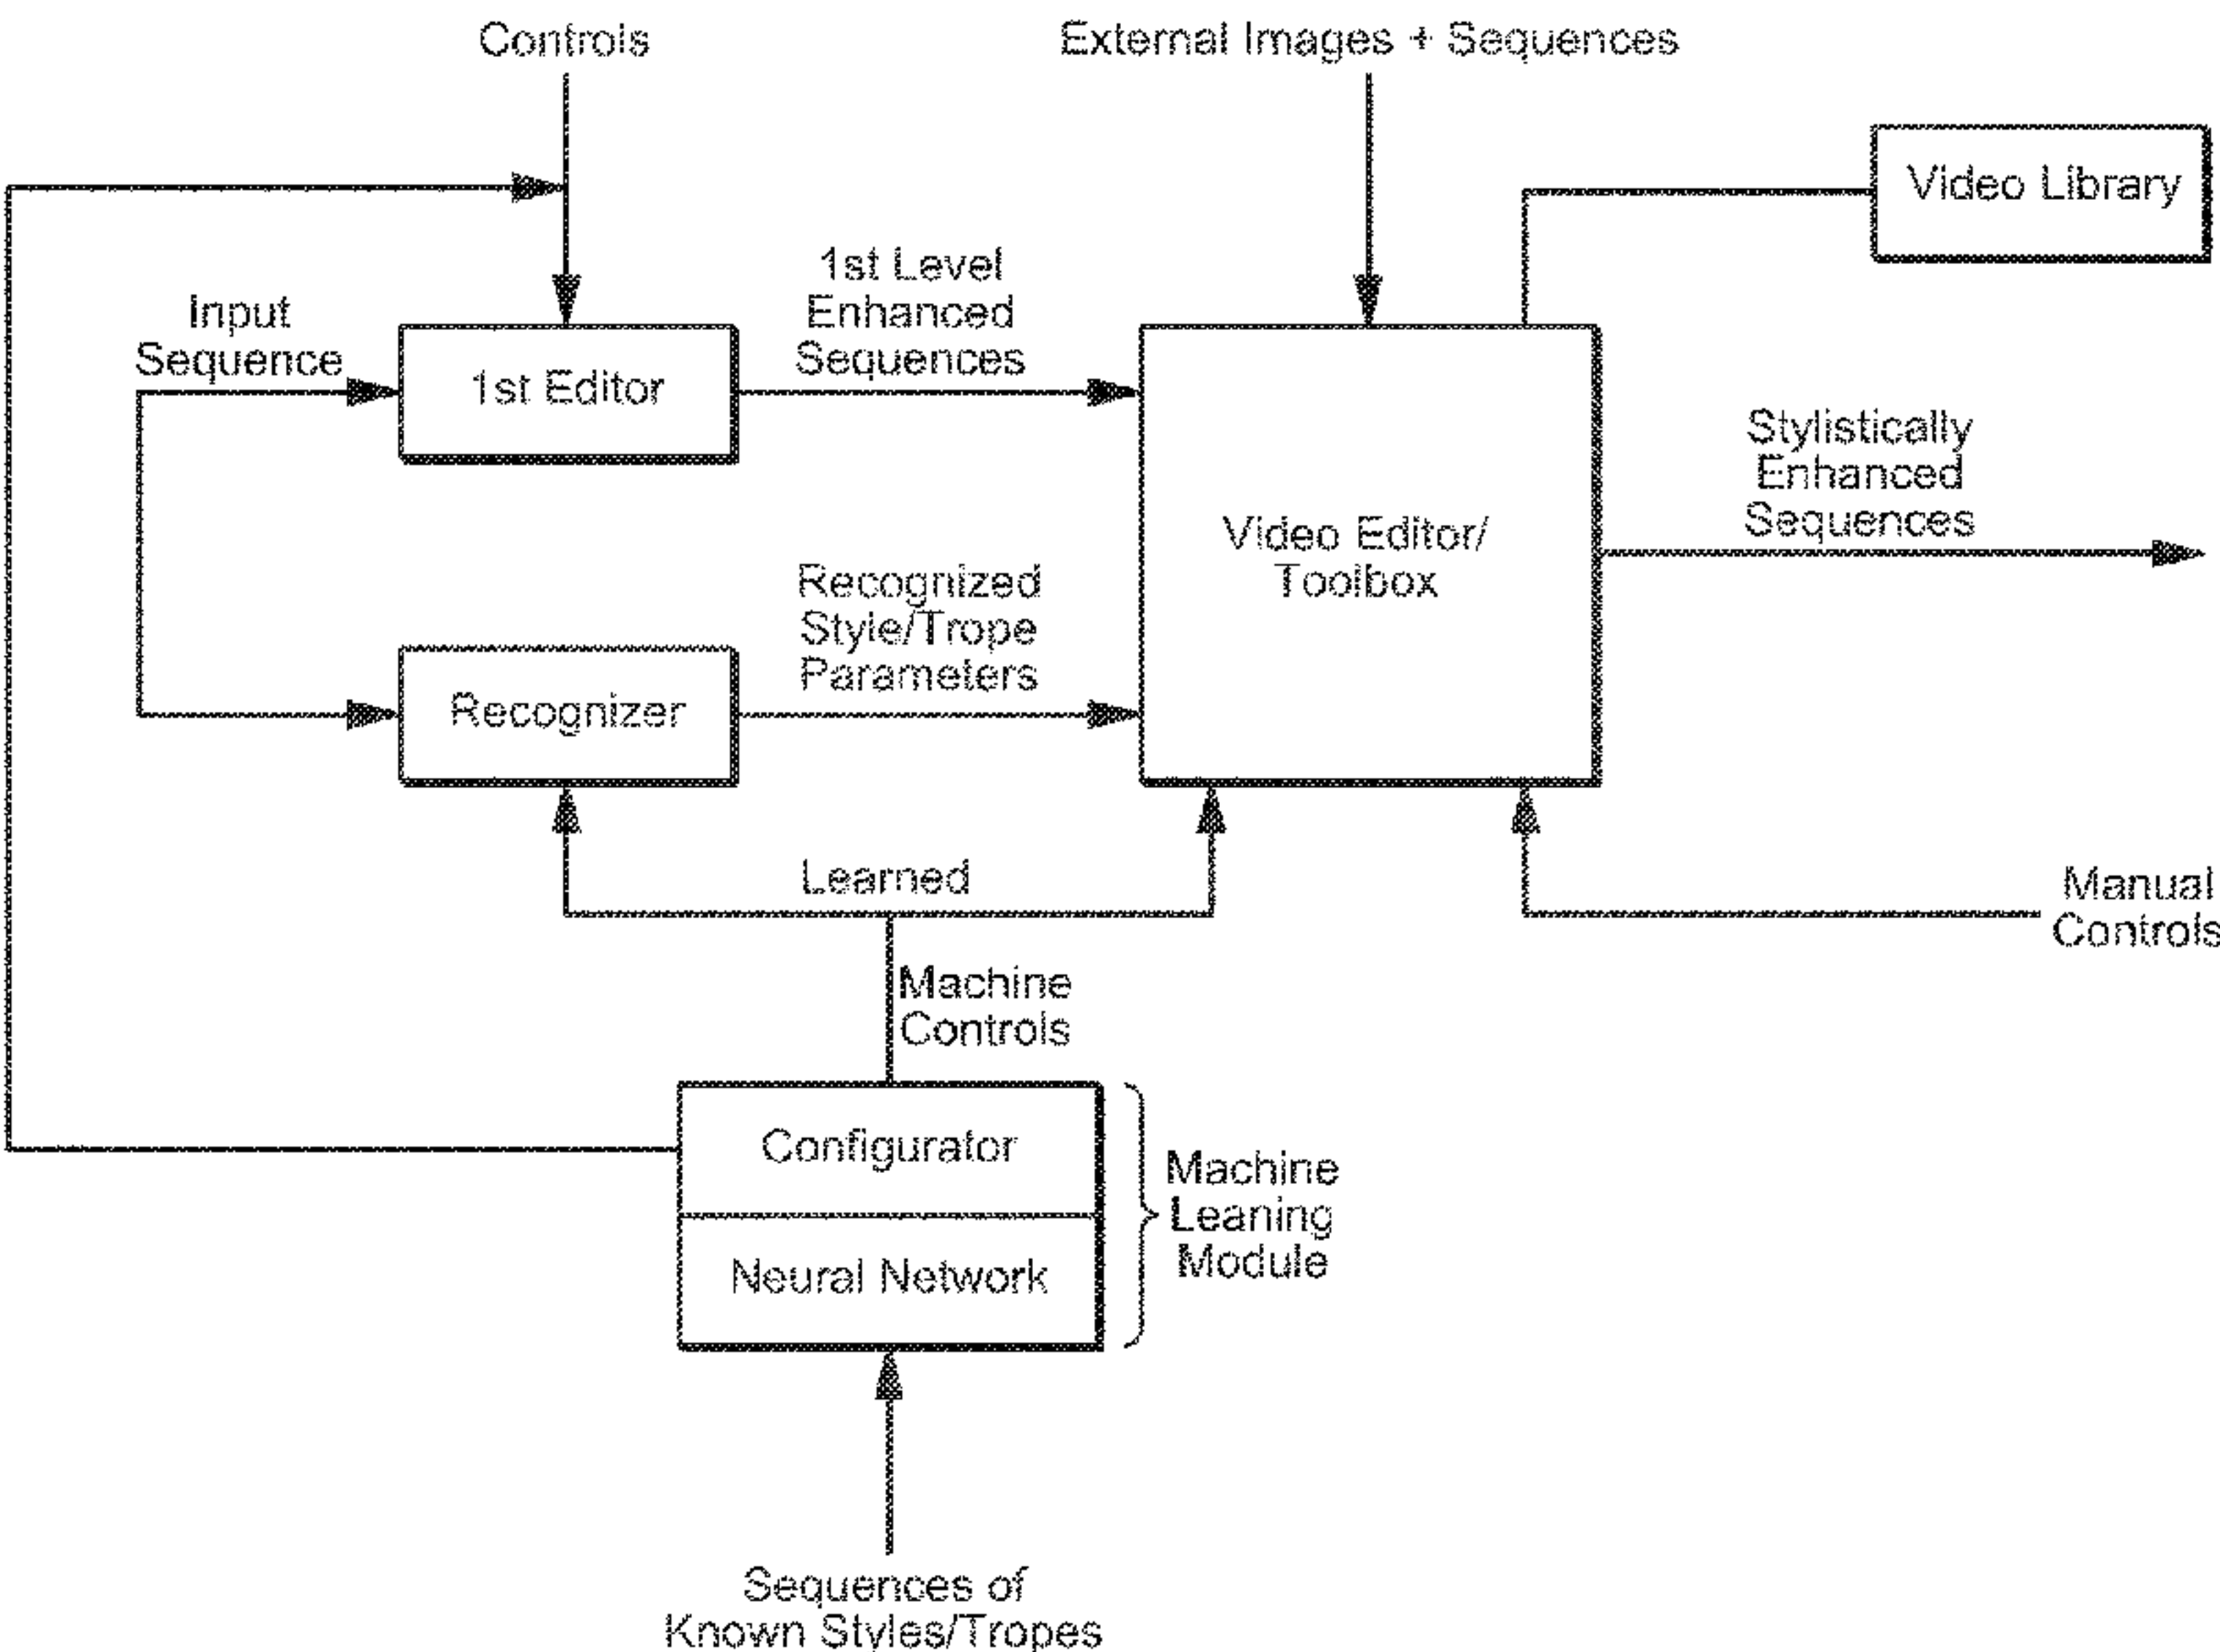 Controls
External Images + Sequences
Video Library
Input
Sequence
1st Editor
1st Level
Enhanced
Sequences
Stylistically
Enhanced
Sequences
Video Editor/
Toolbox
Recognizer
Recognized
Style/Trope
Parameters
Learned
Manual
Controls
Machine
Controls
Configurator
Neural Network
Machine
Leaning
Module
Sequences of
Known Styles/Tropes